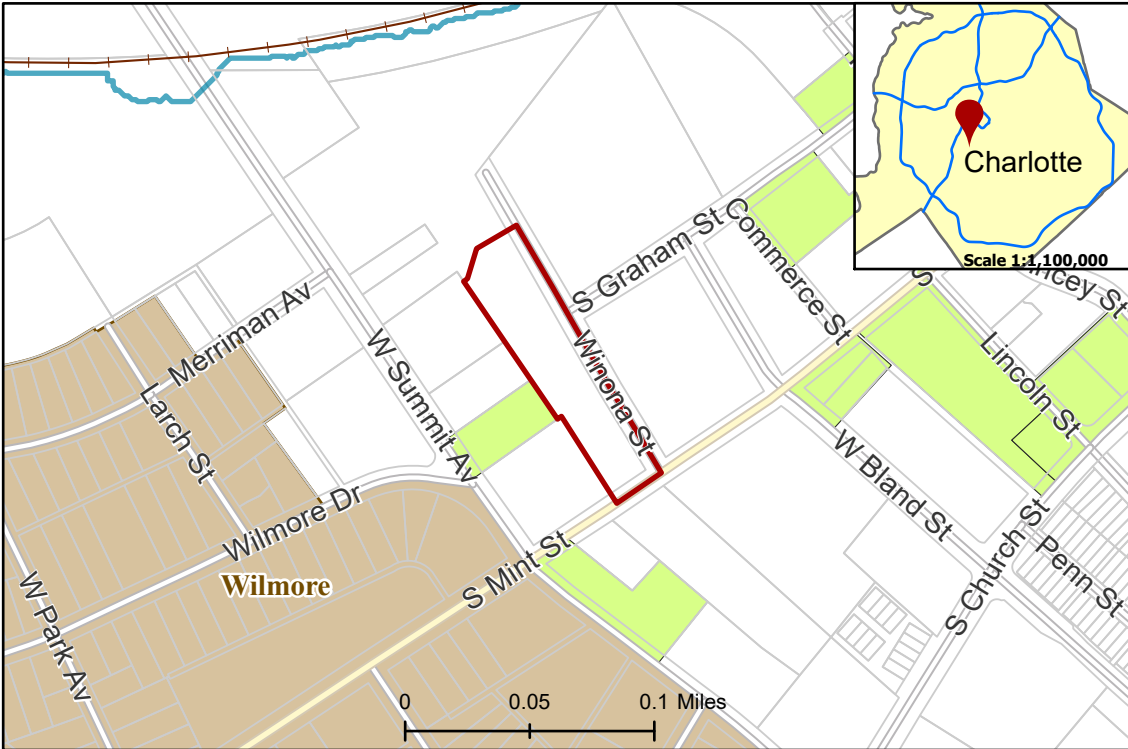 Charlotte
Scale 1:1,100,000
S Graham St
Commerce St
Winona St
Merriman Av
Larch St
W Summit Av
Lincoln St
W Bland St
Wilmore Dr
Wilmore
S Mint St
S Church St
Penn St
W Park Av
0 0.05 0.1 Miles